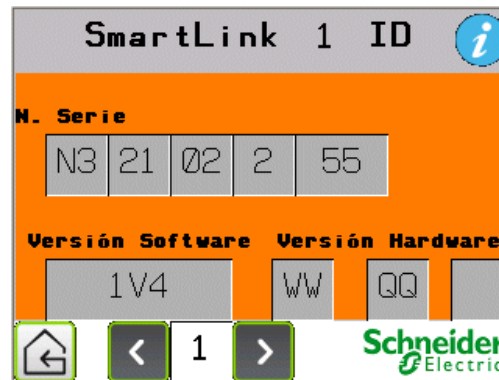 SmartLink 1 ID
N. Serie
N3 21 02 2 55
Versión Software Versión Hardware
1V4 WW QQ
1
Schneider
Electric